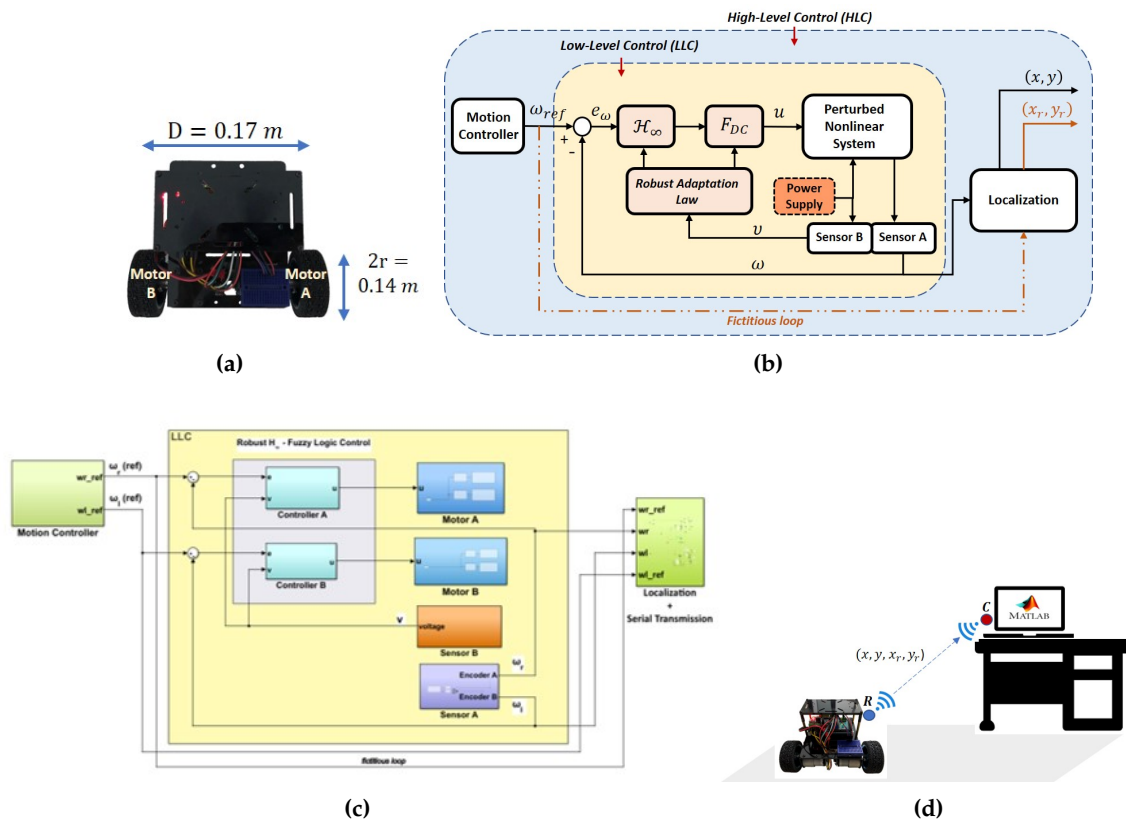 D = 0.17 m
Motor
B
Motor
A
2r =
0.14 m
(a)
High-Level Control (HLC)
Low-Level Control (LLC)
Motion
Controller
ω_ref
+
-
e_ω
ℋ_∞
F_DC
u
Perturbed
Nonlinear
System
Robust Adaptation
Law
Power
Supply
Sensor B
Sensor A
υ
ω
Localization
(x, y)
(x_r, y_r)
Fictitious loop
(b)
LLC
Robust H_ - Fuzzy Logic Control
ω_r (ref)
wr_ref
ω_l (ref)
wl_ref
Motion Controller
e
v
u
Controller A
u
Motor A
e
v
u
Controller B
u
Motor B
V
voltage
Sensor B
Encoder A
ω_r
Encoder B
ω_l
Sensor A
wr_ref
wr
wl
wl_ref
Localization
+
Serial Transmission
fictitious loop
(c)
C
MATLAB
(x, y, x_r, y_r)
R
(d)